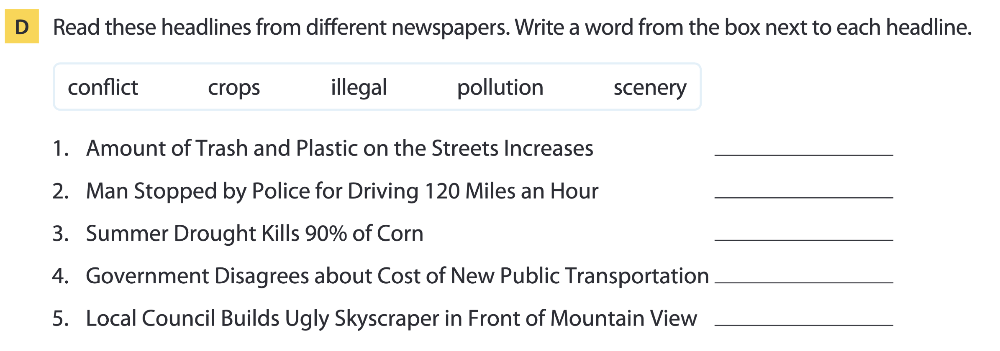 D Read these headlines from different newspapers. Write a word from the box next to each headline.
conflict crops illegal pollution scenery
1. Amount of Trash and Plastic on the Streets Increases
2. Man Stopped by Police for Driving 120 Miles an Hour
3. Summer Drought Kills 90% of Corn
4. Government Disagrees about Cost of New Public Transportation
5. Local Council Builds Ugly Skyscraper in Front of Mountain View